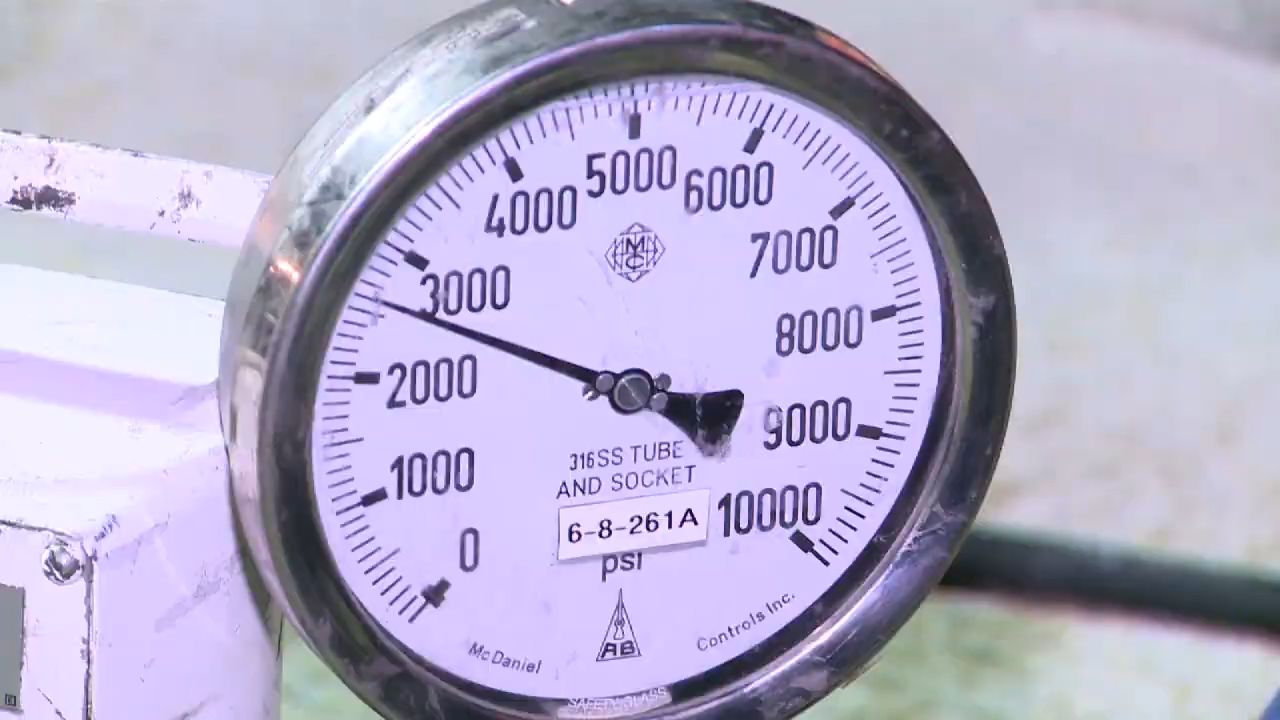 5000
4000
6000
3000
7000
2000
8000
1000
9000
0
10000
316SS TUBE
AND SOCKET
6-8-261A
psi
AB
McDaniel
Controls Inc.
SAFETY GLASS